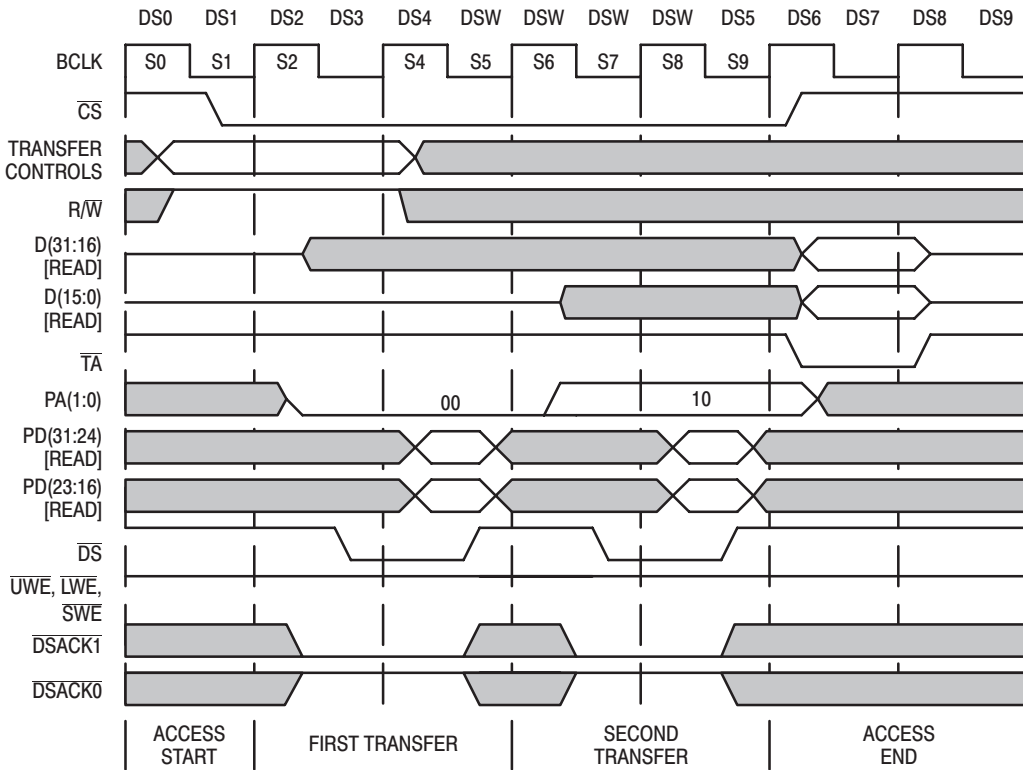 DS0 DS1 DS2 DS3 DS4 DSW DSW DSW DSW DS5 DS6 DS7 DS8 DS9
BCLK S0 S1 S2 S4 S5 S6 S7 S8 S9
CS
TRANSFER
CONTROLS
R/W
D(31:16)
[READ]
D(15:0)
[READ]
TA
PA(1:0) 00 10
PD(31:24)
[READ]
PD(23:16)
[READ]
DS
UWE, LWE,
SWE
DSACK1
DSACK0
ACCESS
START
FIRST TRANSFER
SECOND
TRANSFER
ACCESS
END